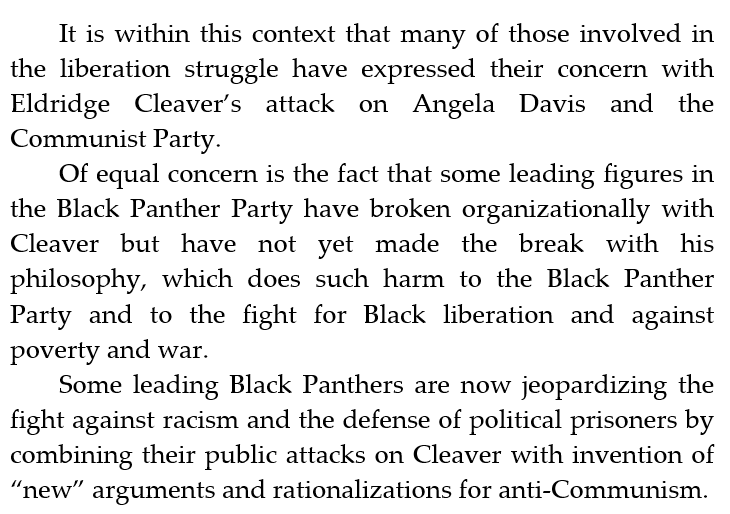 It is within this context that many of those involved in
the liberation struggle have expressed their concern with
Eldridge Cleaver’s attack on Angela Davis and the
Communist Party.
Of equal concern is the fact that some leading figures in
the Black Panther Party have broken organizationally with
Cleaver but have not yet made the break with his
philosophy, which does such harm to the Black Panther
Party and to the fight for Black liberation and against
poverty and war.
Some leading Black Panthers are now jeopardizing the
fight against racism and the defense of political prisoners by
combining their public attacks on Cleaver with invention of
“new” arguments and rationalizations for anti-Communism.